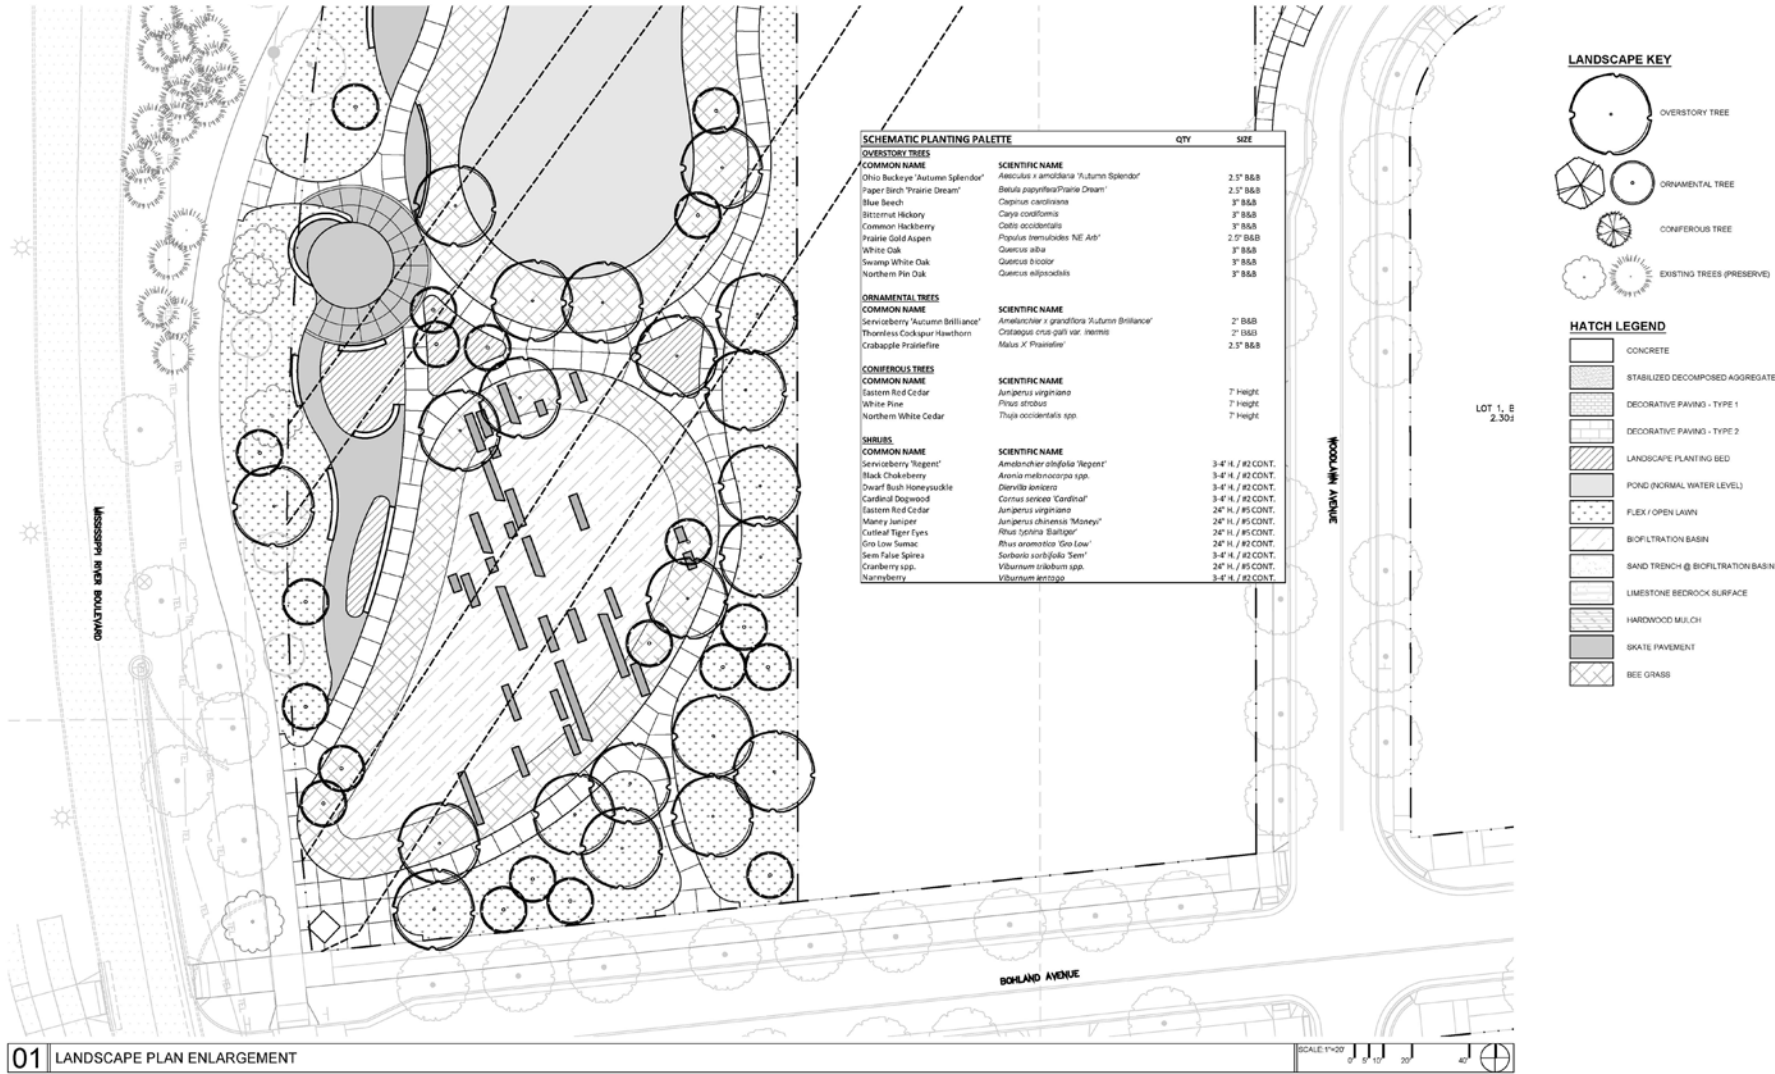 SCHEMATIC PLANTING PALETTE QTY SIZE
OVERSTORY TREES
COMMON NAME SCIENTIFIC NAME
Ohio Buckeye 'Autumn Splendor' Aesculus x arnoldiana 'Autumn Splendor' 2.5" B&B
Paper Birch 'Prairie Dream' Betula papyrifera'Prairie Dream' 2.5" B&B
Blue Beech Carpinus caroliniana 3" B&B
Bitternut Hickory Carya cordiformis 3" B&B
Common Hackberry Celtis occidentalis 3" B&B
Prairie Gold Aspen Populus tremuloides 'NE Arb' 2.5" B&B
White Oak Quercus alba 3" B&B
Swamp White Oak Quercus bicolor 3" B&B
Northern Pin Oak Quercus ellipsoidalis 3" B&B
ORNAMENTAL TREES
COMMON NAME SCIENTIFIC NAME
Serviceberry 'Autumn Brilliance' Amelanchier x grandiflora 'Autumn Brilliance' 2" B&B
Thornless Cockspur Hawthorn Crataegus crus-galli var. inermis 2" B&B
Crabapple Prairiefire Malus X 'Prairiefire' 2.5" B&B
CONIFEROUS TREES
COMMON NAME SCIENTIFIC NAME
Eastern Red Cedar Juniperus virginiana 7' Height
White Pine Pinus strobus 7' Height
Northern White Cedar Thuja occidentalis spp. 7' Height
SHRUBS
COMMON NAME SCIENTIFIC NAME
Serviceberry 'Regent' Amelanchier alnifolia 'Regent' 3-4' H. / #2 CONT.
Black Chokeberry Aronia melanocarpa spp. 3-4' H. / #2 CONT.
Dwarf Bush Honeysuckle Diervilla lonicera 3-4' H. / #2 CONT.
Cardinal Dogwood Cornus sericea 'Cardinal' 3-4' H. / #2 CONT.
Eastern Red Cedar Juniperus virginiana 24" H. / #5 CONT.
Maney Juniper Juniperus chinensis 'Maneyi' 24" H. / #5 CONT.
Cutleaf Tiger Eyes Rhus typhina 'Bailtiger' 24" H. / #5 CONT.
Gro Low Sumac Rhus aromatica 'Gro Low' 24" H. / #2 CONT.
Sem False Spirea Sorbaria sorbifolia 'Sem' 3-4' H. / #2 CONT.
Cranberry spp. Viburnum trilobum spp. 24" H. / #5 CONT.
Nannyberry Viburnum lentago 3-4' H. / #2 CONT.
LANDSCAPE KEY
OVERSTORY TREE
ORNAMENTAL TREE
CONIFEROUS TREE
EXISTING TREES (PRESERVE)
HATCH LEGEND
CONCRETE
STABILIZED DECOMPOSED AGGREGATE
DECORATIVE PAVING - TYPE 1
DECORATIVE PAVING - TYPE 2
LANDSCAPE PLANTING BED
POND (NORMAL WATER LEVEL)
FLEX / OPEN LAWN
BIOFILTRATION BASIN
SAND TRENCH @ BIOFILTRATION BASIN
LIMESTONE BEDROCK SURFACE
HARDWOOD MULCH
SKATE PAVEMENT
BEE GRASS
LOT 1,
2.30
MISSISSIPPI RIVER BOULEVARD
WOODLAWN AVENUE
BOHLAND AVENUE
01 LANDSCAPE PLAN ENLARGEMENT
SCALE:1"=20'
0' 5' 10' 20' 40'